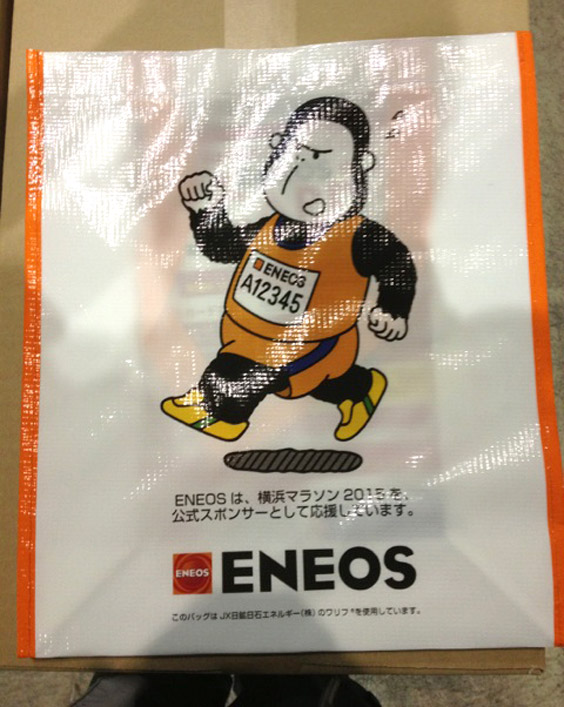 ENEOS
A12345
ENEOSは、横浜マラソン2015を、
公式スポンサーとして応援しています。
ENEOS
ENEOS
このバッグはJX日鉱日石エネルギー(株)のワリフ®を使用しています。